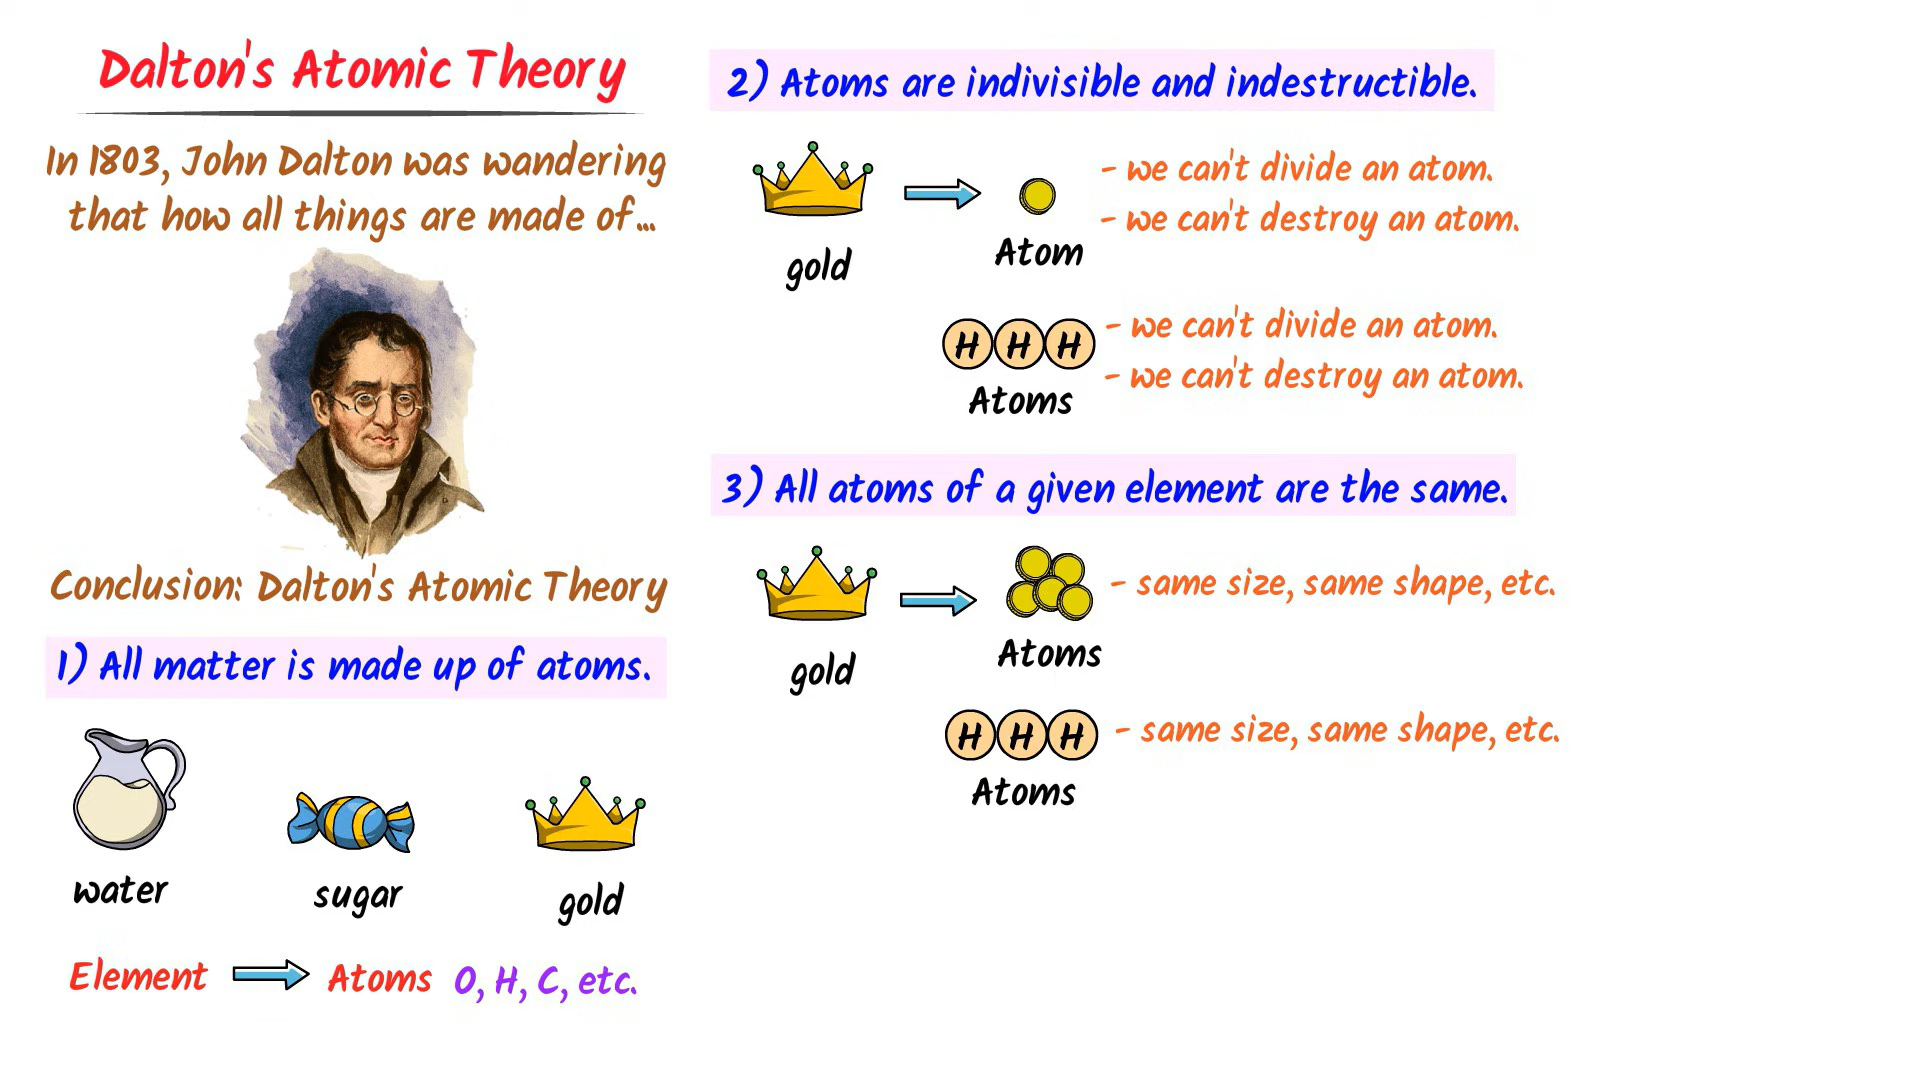 Dalton's Atomic Theory
In 1803, John Dalton was wandering
that how all things are made of...
Conclusion: Dalton's Atomic Theory
1) All matter is made up of atoms.
water
sugar
gold
Element
Atoms
O, H, C, etc.
2) Atoms are indivisible and indestructible.
- we can't divide an atom.
- we can't destroy an atom.
gold
Atom
H H H
- we can't divide an atom.
- we can't destroy an atom.
Atoms
3) All atoms of a given element are the same.
- same size, same shape, etc.
gold
Atoms
H H H
- same size, same shape, etc.
Atoms